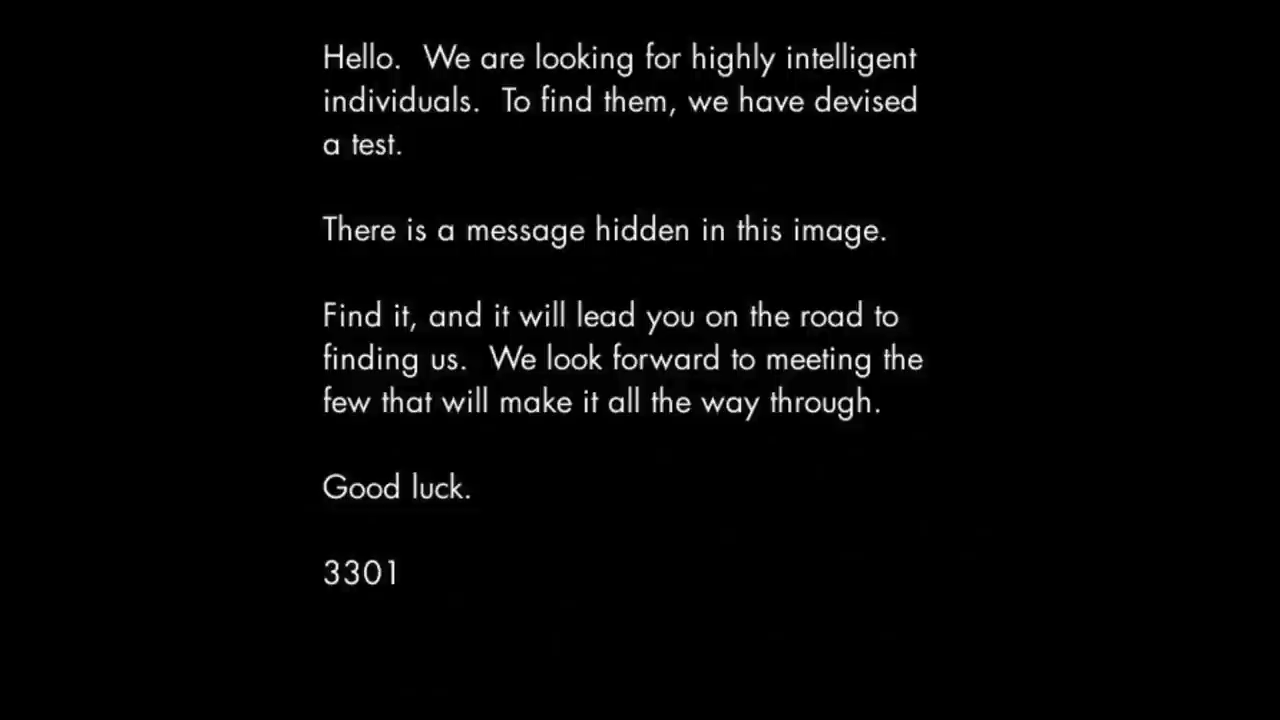 Hello.  We are looking for highly intelligent
individuals.  To find them, we have devised
a test.
There is a message hidden in this image.
Find it, and it will lead you on the road to
finding us.  We look forward to meeting the
few that will make it all the way through.
Good luck.
3301